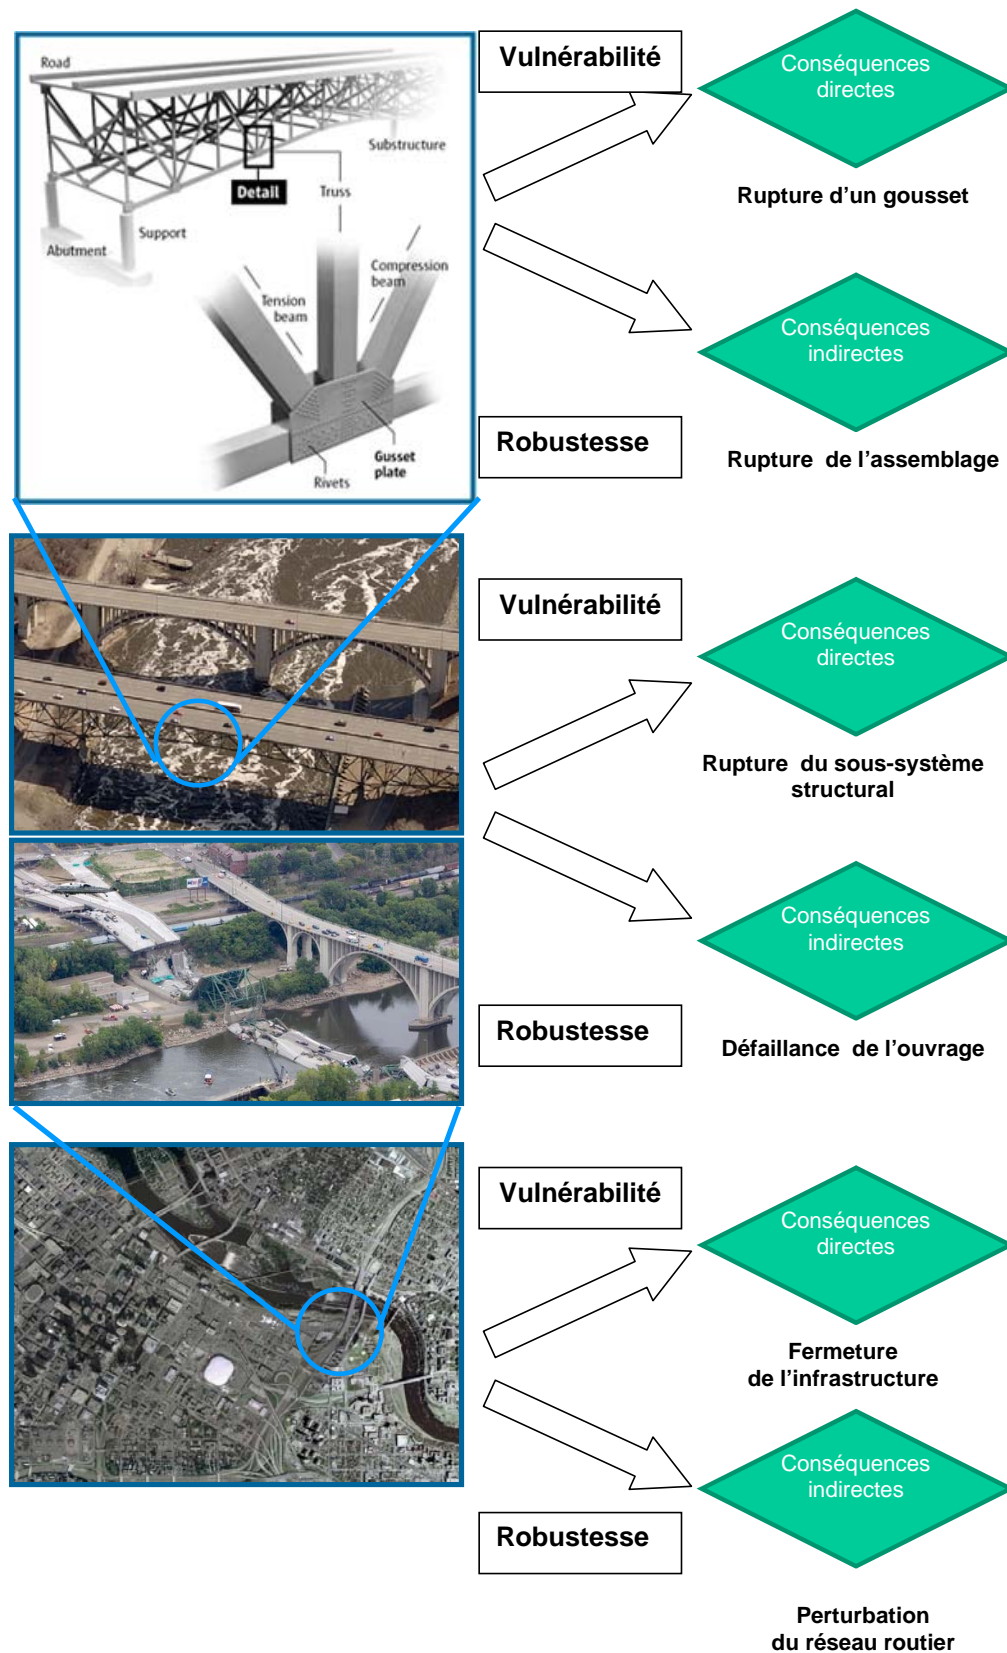 Road
Substructure
Detail
Truss
Support
Abutment
Compression
beam
Tension
beam
Gusset
plate
Rivets
Vulnérabilité
Conséquences
directes
Rupture d'un gousset
Conséquences
indirectes
Robustesse
Rupture de l'assemblage
Vulnérabilité
Conséquences
directes
Rupture du sous-système
structural
Conséquences
indirectes
Robustesse
Défaillance de l'ouvrage
Vulnérabilité
Conséquences
directes
Fermeture
de l'infrastructure
Conséquences
indirectes
Robustesse
Perturbation
du réseau routier